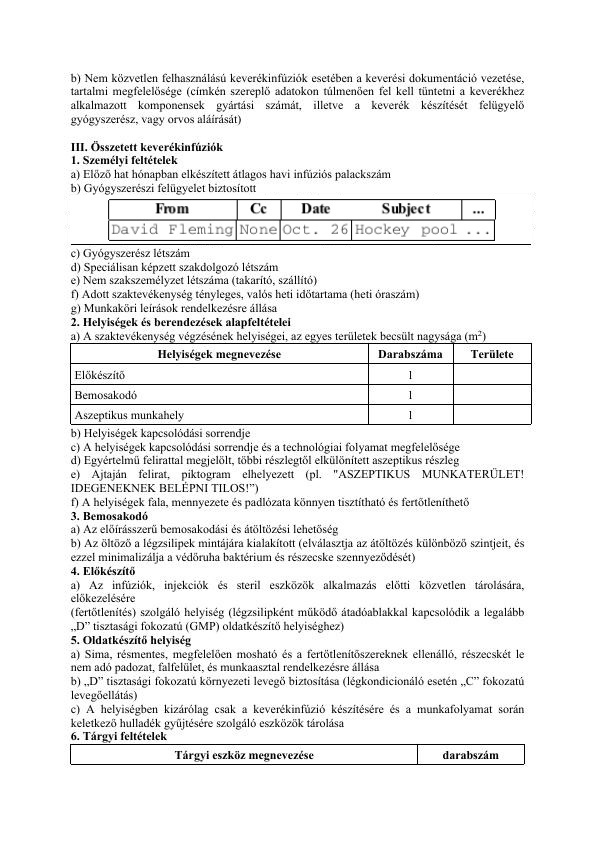 b) Nem közvetlen felhasználású keverékinfúziók esetében a keverési dokumentáció vezetése,
tartalmi megfelelősége (címkén szereplő adatokon túlmenően fel kell tüntetni a keverékhez
alkalmazott komponensek gyártási számát, illetve a keverék készítését felügyelő
gyógyszerész, vagy orvos aláírását)
III. Összetett keverékinfúziók
1. Személyi feltételek
a) Előző hat hónapban elkészített átlagos havi infúziós palackszám
b) Gyógyszerészi felügyelet biztosított
From Cc Date Subject ...
David Fleming None Oct. 26 Hockey pool ...
c) Gyógyszerész létszám
d) Speciálisan képzett szakdolgozó létszám
e) Nem szakszemélyzet létszáma (takarító, szállító)
f) Adott szaktevékenység tényleges, valós heti időtartama (heti óraszám)
g) Munkaköri leírások rendelkezésre állása
2. Helyiségek és berendezések alapfeltételei
a) A szaktevékenység végzésének helyiségei, az egyes területek becsült nagysága (m²)
Helyiségek megnevezése Darabszáma Területe
Előkészítő 1
Bemosakodó 1
Aszeptikus munkahely 1
b) Helyiségek kapcsolódási sorrendje
c) A helyiségek kapcsolódási sorrendje és a technológiai folyamat megfelelősége
d) Egyértelmű felirattal megjelölt, többi részlegtől elkülönített aszeptikus részleg
e) Ajtaján felirat, piktogram elhelyezett (pl. "ASZEPTIKUS MUNKATERÜLET!
IDEGENEKNEK BELÉPNI TILOS!”)
f) A helyiségek fala, mennyezete és padlózata könnyen tisztítható és fertőtleníthető
3. Bemosakodó
a) Az előírásszerű bemosakodási és átöltözési lehetőség
b) Az öltöző a légzsilipek mintájára kialakított (elválasztja az átöltözés különböző szintjeit, és
ezzel minimalizálja a védőruha baktérium és részecske szennyeződését)
4. Előkészítő
a) Az infúziók, injekciók és steril eszközök alkalmazás előtti közvetlen tárolására,
előkezelésére
(fertőtlenítés) szolgáló helyiség (légzsilipként működő átadóablakkal kapcsolódik a legalább
„D” tisztasági fokozatú (GMP) oldatkészítő helyiséghez)
5. Oldatkészítő helyiség
a) Sima, résmentes, megfelelően mosható és a fertőtlenítőszereknek ellenálló, részecskét le
nem adó padozat, falfelület, és munkaasztal rendelkezésre állása
b) „D” tisztasági fokozatú környezeti levegő biztosítása (légkondicionáló esetén „C” fokozatú
levegőellátás)
c) A helyiségben kizárólag csak a keverékinfúzió készítésére és a munkafolyamat során
keletkező hulladék gyűjtésére szolgáló eszközök tárolása
6. Tárgyi feltételek
Tárgyi eszköz megnevezése darabszám